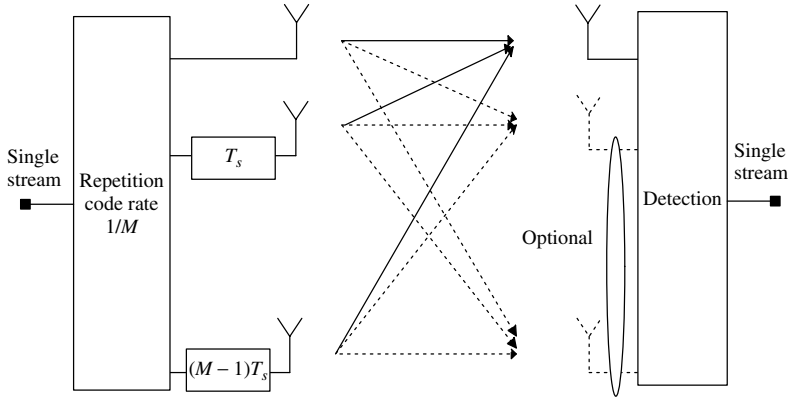 Single
stream
Repetition
code rate
1/M
T_s
(M − 1)T_s
Optional
Detection
Single
stream